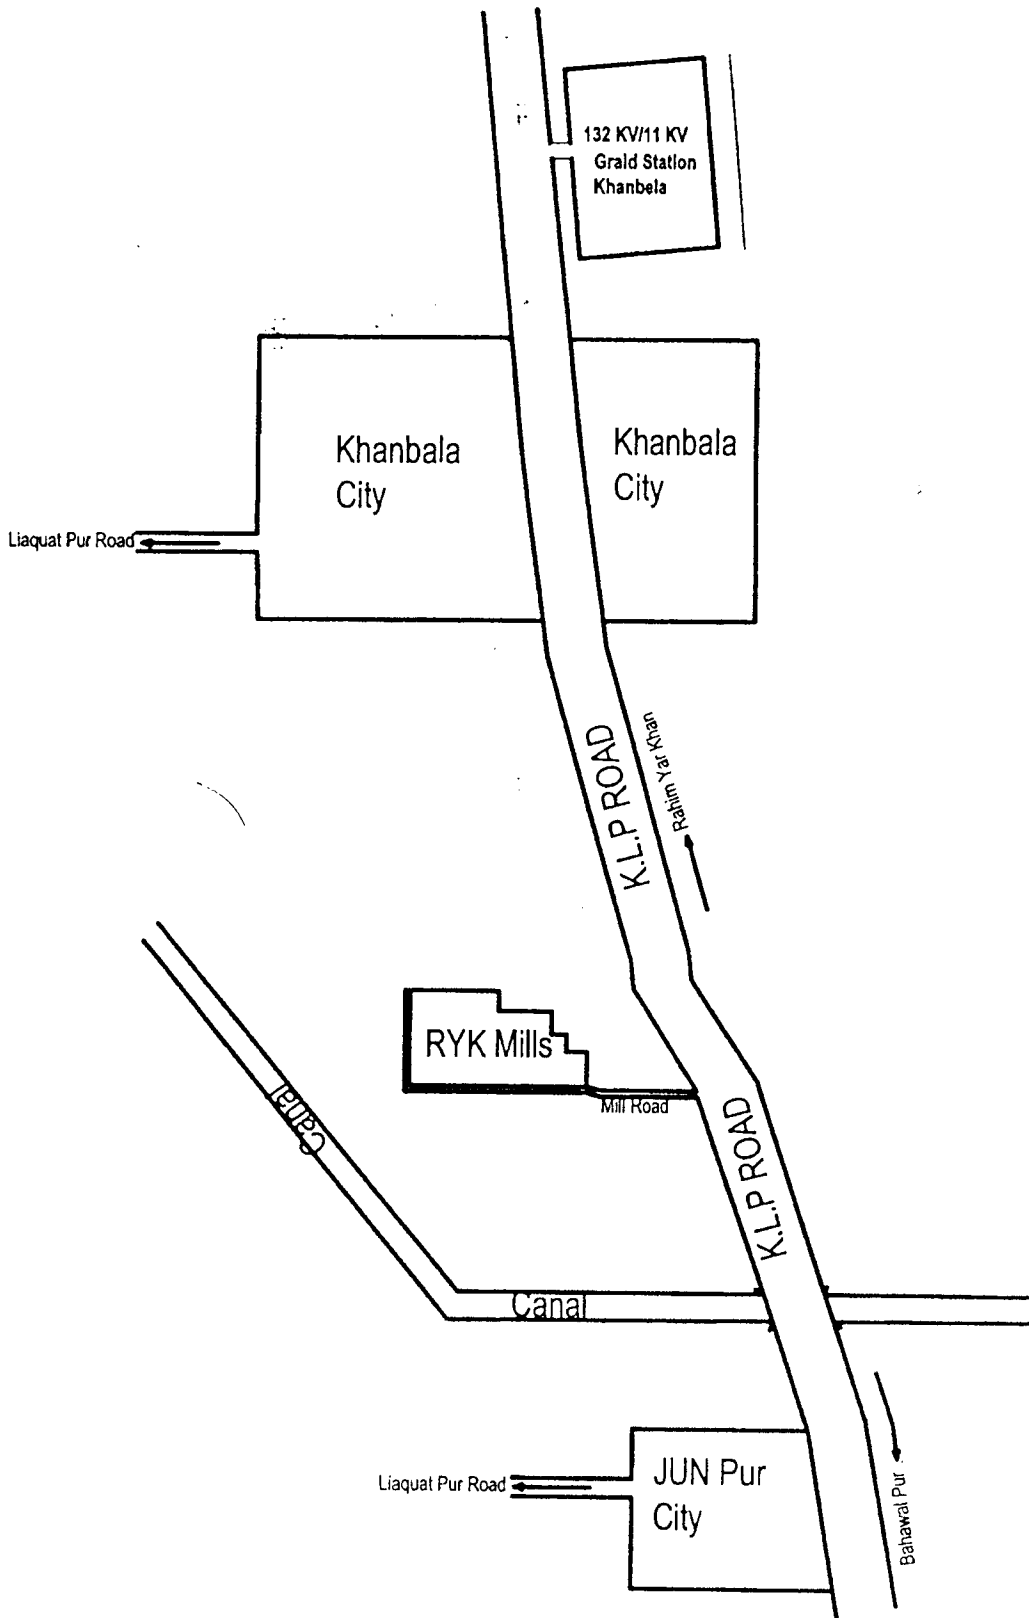 132 KV/11 KV
Graid Station
Khanbela
Khanbala
City
Khanbala
City
Liaquat Pur Road
K.L.P ROAD
Rahim Yar Khan
RYK Mills
Mill Road
Canal
K.L.P ROAD
Canal
JUN Pur
City
Liaquat Pur Road
Bahawal Pur